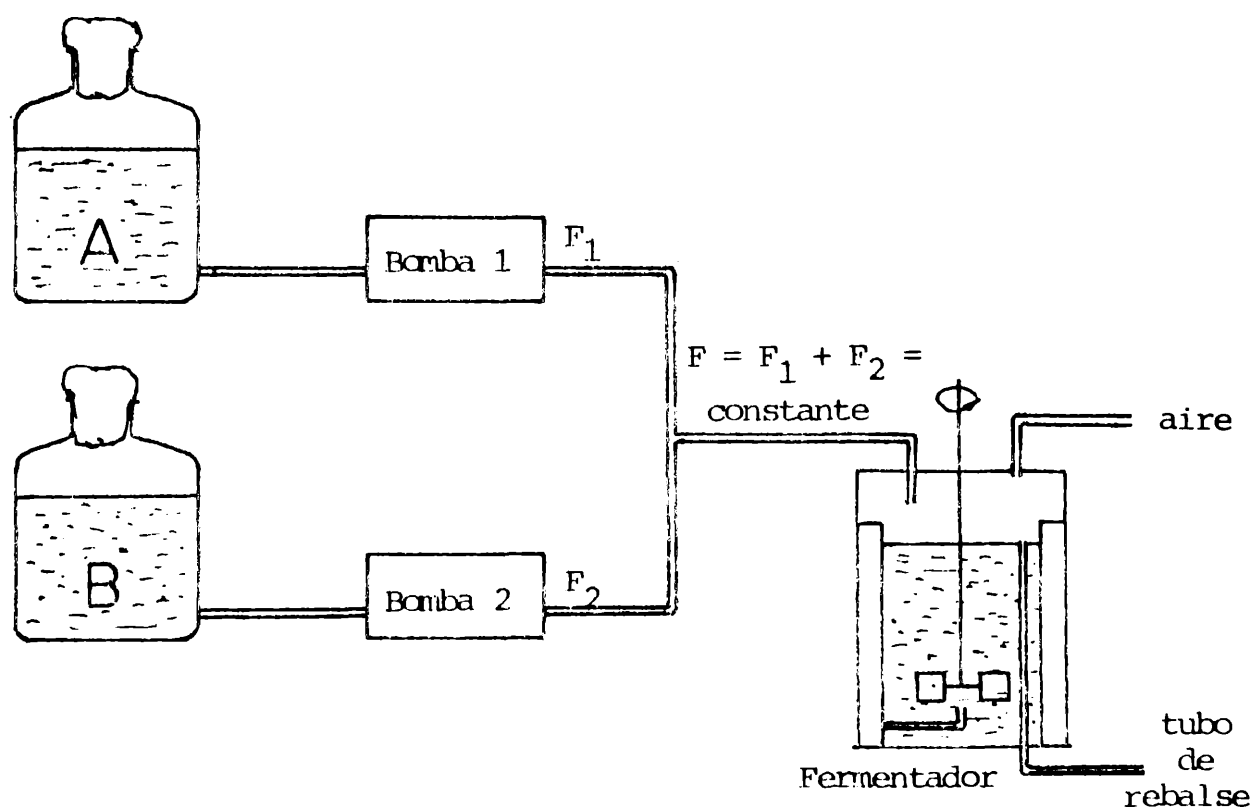 A
Bomba 1
F₁
F = F₁ + F₂ =
constante
aire
B
Bomba 2
F₂
Fermentador
tubo
de
rebalse